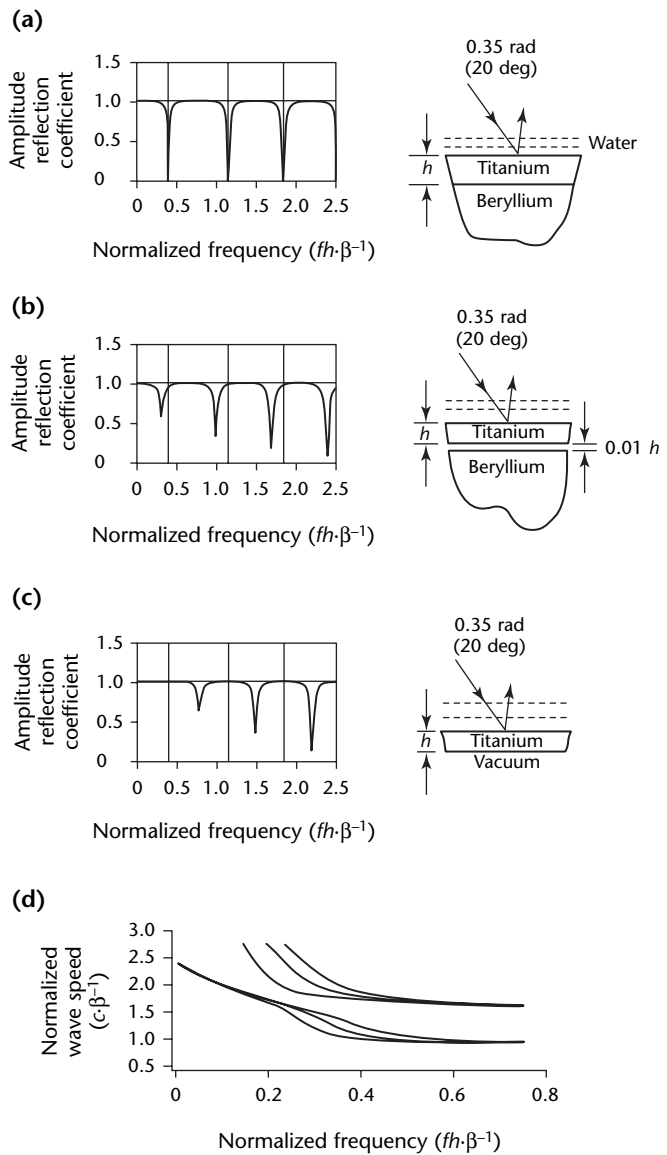 (a)
Amplitude
reflection
coefficient
1.5
1.0
0.5
0
0 0.5 1.0 1.5 2.0 2.5
Normalized frequency (fh·β⁻¹)
0.35 rad
(20 deg)
Water
h
Titanium
Beryllium
(b)
Amplitude
reflection
coefficient
1.5
1.0
0.5
0
0 0.5 1.0 1.5 2.0 2.5
Normalized frequency (fh·β⁻¹)
0.35 rad
(20 deg)
h
Titanium
0.01 h
Beryllium
(c)
Amplitude
reflection
coefficient
1.5
1.0
0.5
0
0 0.5 1.0 1.5 2.0 2.5
Normalized frequency (fh·β⁻¹)
0.35 rad
(20 deg)
h
Titanium
Vacuum
(d)
Normalized
wave speed
(c·β⁻¹)
3.0
2.5
2.0
1.5
1.0
0.5
0 0.2 0.4 0.6 0.8
Normalized frequency (fh·β⁻¹)